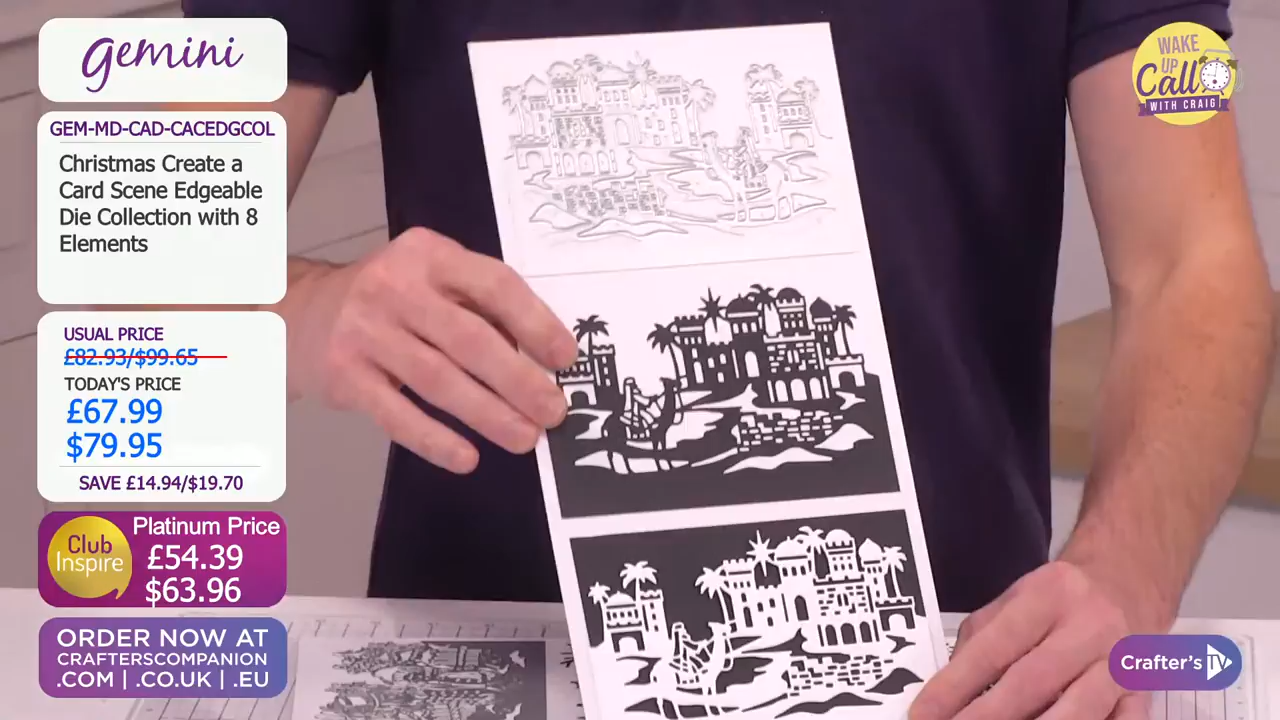 gemini
GEM-MD-CAD-CACEDGCOL
Christmas Create a
Card Scene Edgeable
Die Collection with 8
Elements
USUAL PRICE
£82.93/$99.65
TODAY'S PRICE
£67.99
$79.95
SAVE £14.94/$19.70
Club
Inspire
Platinum Price
£54.39
$63.96
ORDER NOW AT
CRAFTERSCOMPANION
.COM | .CO.UK | .EU
WAKE
UP
Call
WITH CRAIG
Crafter's TV